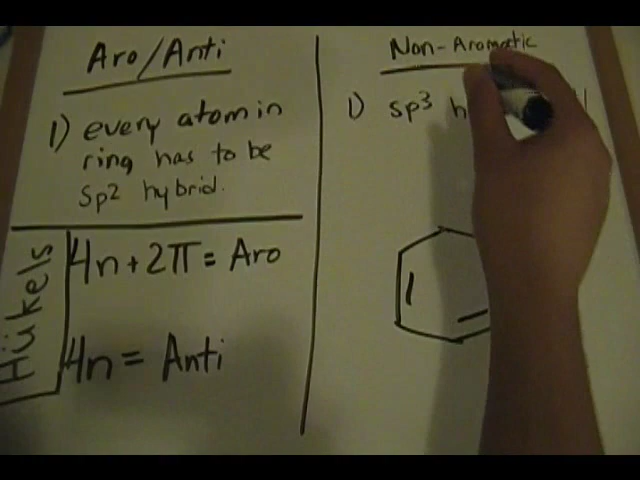 Aro/Anti
1) every atom in
ring has to be
sp2 hybrid.
Hükels
4n+2π = Aro
4n = Anti
Non-Aromatic
1) sp3